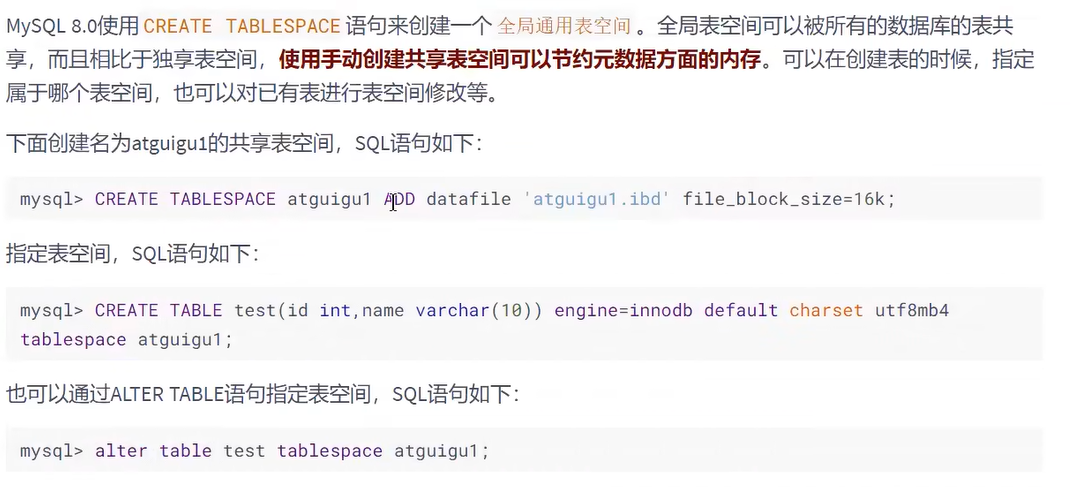 MySQL 8.0使用 CREATE TABLESPACE 语句来创建一个 全局通用表空间 。全局表空间可以被所有的数据库的表共
享，而且相比于独享表空间，使用手动创建共享表空间可以节约元数据方面的内存。可以在创建表的时候，指定
属于哪个表空间，也可以对已有表进行表空间修改等。
下面创建名为atguigu1的共享表空间，SQL语句如下：
mysql> CREATE TABLESPACE atguigu1 ADD datafile 'atguigu1.ibd' file_block_size=16k;
指定表空间，SQL语句如下：
mysql> CREATE TABLE test(id int,name varchar(10)) engine=innodb default charset utf8mb4
tablespace atguigu1;
也可以通过ALTER TABLE语句指定表空间，SQL语句如下：
mysql> alter table test tablespace atguigu1;